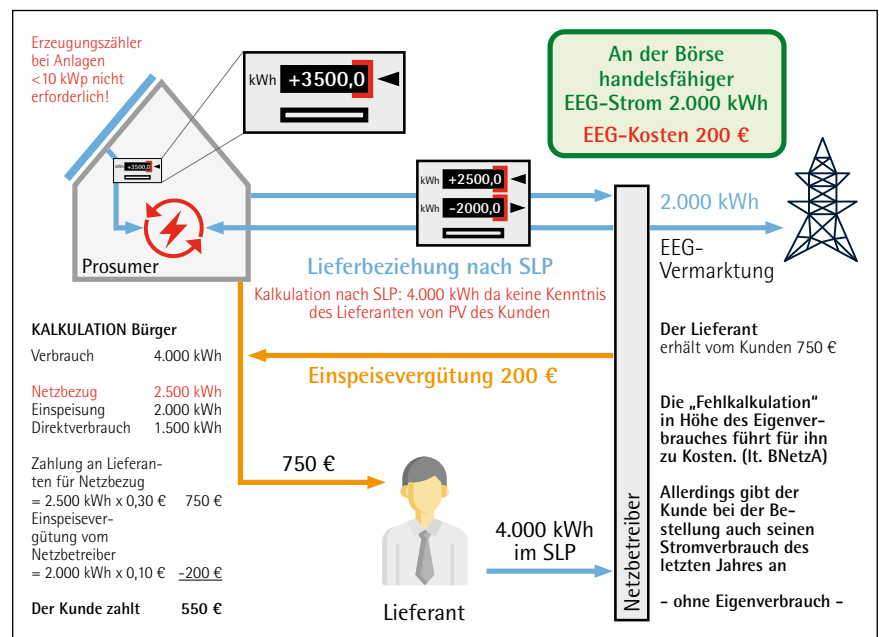 Erzeugungszähler
bei Anlagen
<10 kWp nicht
erforderlich!
kWh +3500,0
kWh +3500,0
An der Börse
handelsfähiger
EEG-Strom 2.000 kWh
EEG-Kosten 200 €
kWh +2500,0
kWh -2000,0
Prosumer
Lieferbeziehung nach SLP
Kalkulation nach SLP: 4.000 kWh da keine Kenntnis
des Lieferanten von PV des Kunden
2.000 kWh
EEG-
Vermarktung
KALKULATION Bürger
Verbrauch 4.000 kWh
Netzbezug 2.500 kWh
Einspeisung 2.000 kWh
Direktverbrauch 1.500 kWh
Zahlung an Lieferan-
ten für Netzbezug
= 2.500 kWh x 0,30 € 750 €
Einspeisever-
gütung vom
Netzbetreiber
= 2.000 kWh x 0,10 € -200 €
Der Kunde zahlt 550 €
Einspeisevergütung 200 €
750 €
Lieferant
4.000 kWh
im SLP
Netzbetreiber
Der Lieferant
erhält vom Kunden 750 €
Die „Fehlkalkulation“
in Höhe des Eigenver-
brauches führt für ihn
zu Kosten. (lt. BNetzA)
Allerdings gibt der
Kunde bei der Be-
stellung auch seinen
Stromverbrauch des
letzten Jahres an
- ohne Eigenverbrauch -